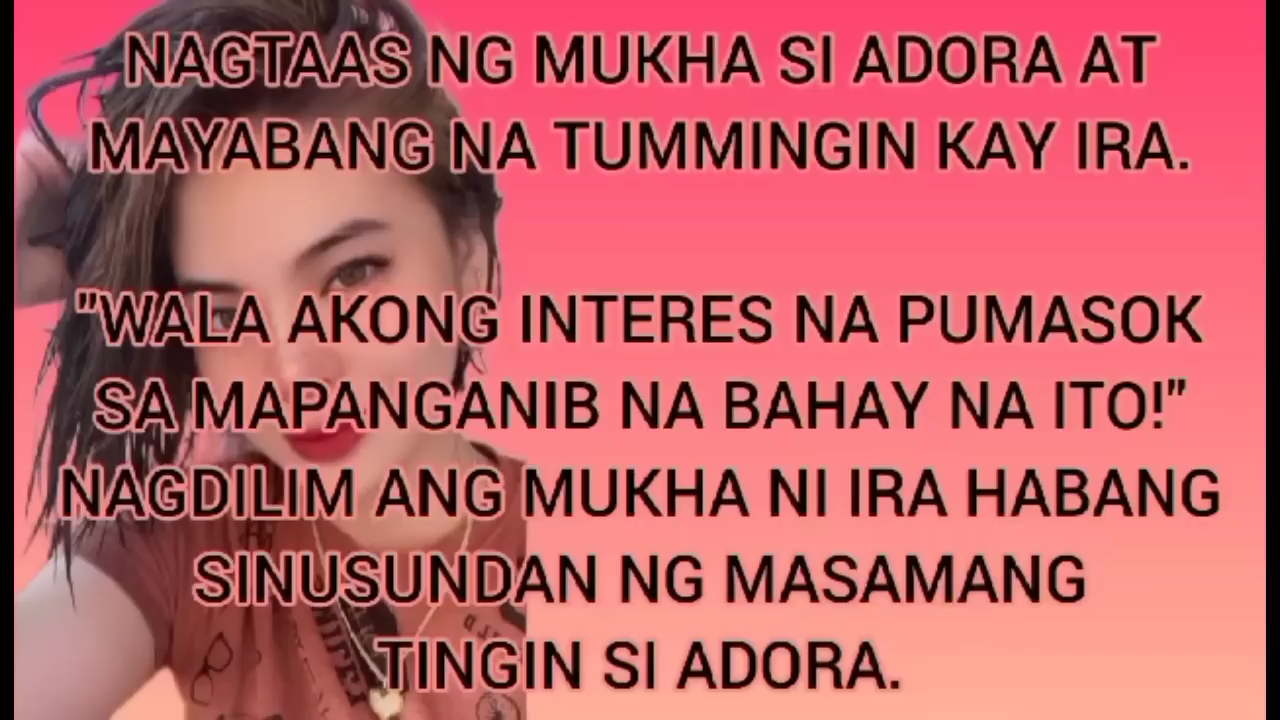 NAGTAAS NG MUKHA SI ADORA AT
MAYABANG NA TUMMINGIN KAY IRA.
"WALA AKONG INTERES NA PUMASOK
SA MAPANGANIB NA BAHAY NA ITO!"
NAGDILIM ANG MUKHA NI IRA HABANG
SINUSUNDAN NG MASAMANG
TINGIN SI ADORA.